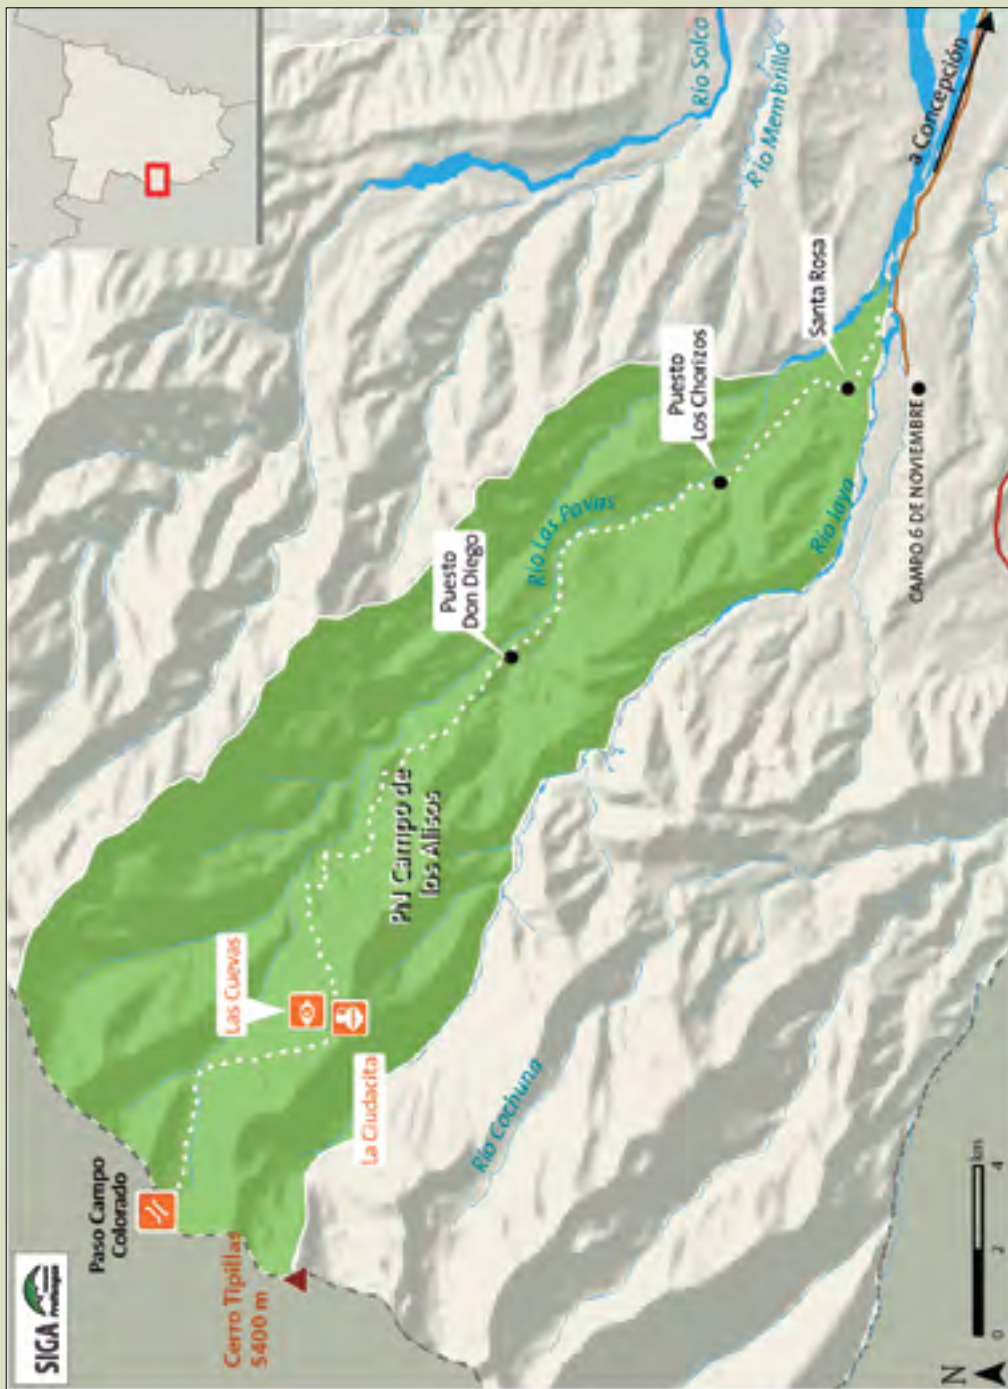 SIGA
Paso Campo
Colorado
Cerro Tipillas
5400 m
Las Cuevas
La Ciudacita
PN Campo de
los Alisos
Puesto
Don Diego
Río Las Pavas
Puesto
Los Chorizos
Santa Rosa
Río Solco
Río Membrillo
a Concepción
Río Jaya
CAMPO 6 DE NOVIEMBRE
Río Cochuna
N
0 2 4
km